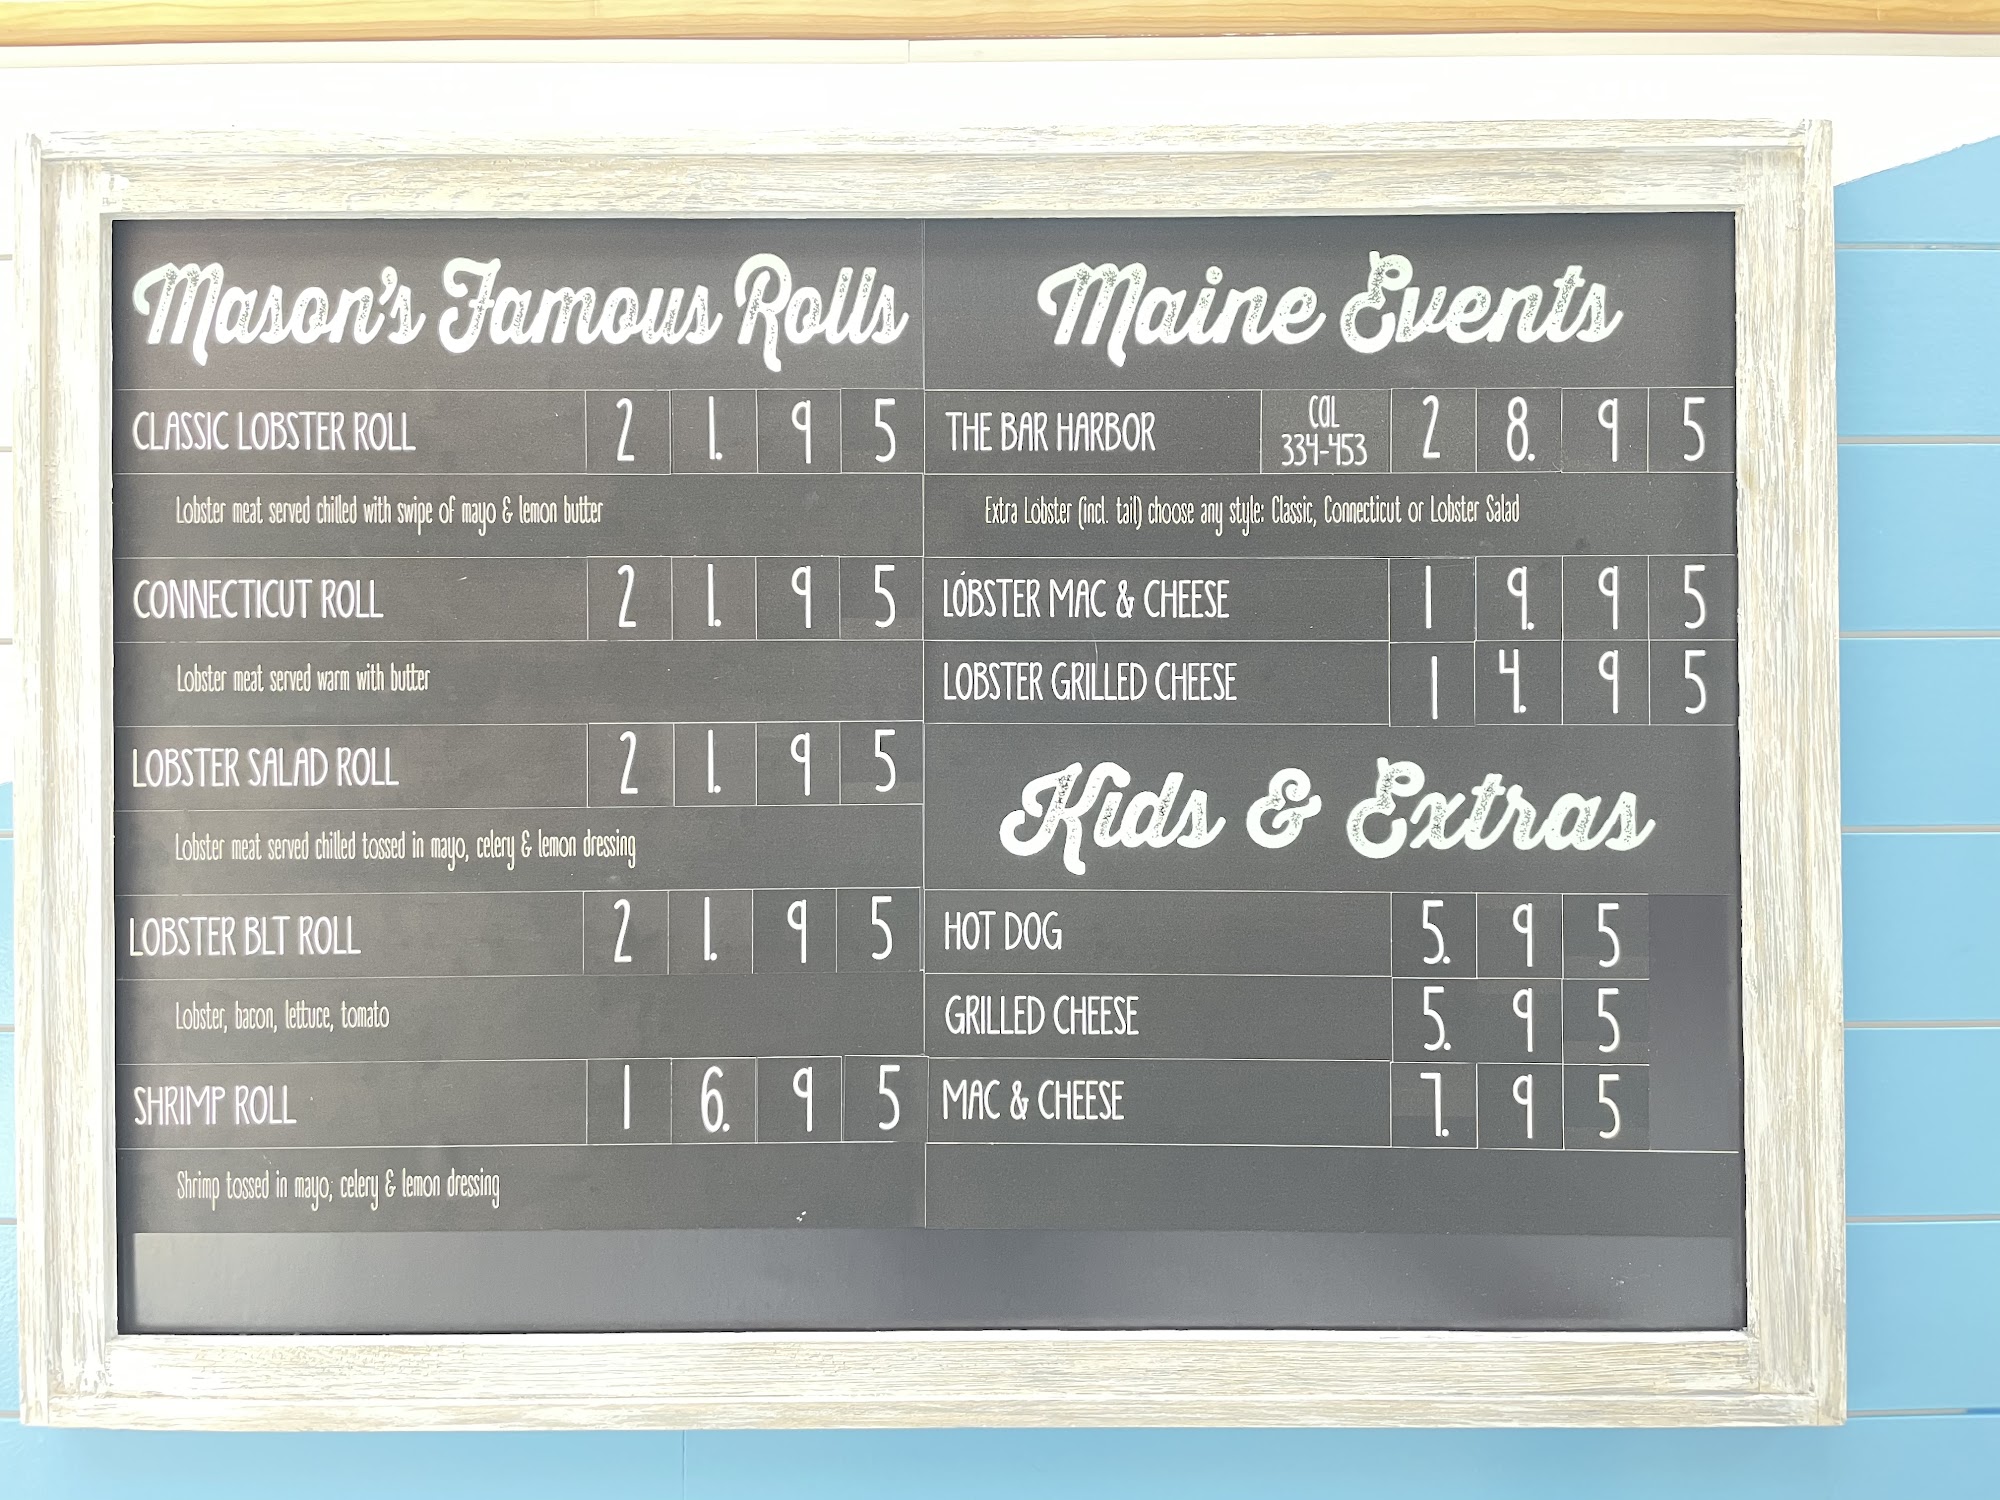 Mason's Famous Rolls
CLASSIC LOBSTER ROLL 21.95
Lobster meat served chilled with swipe of mayo & lemon butter
CONNECTICUT ROLL 21.95
Lobster meat served warm with butter
LOBSTER SALAD ROLL 21.95
Lobster meat served chilled tossed in mayo, celery & lemon dressing
LOBSTER BLT ROLL 21.95
Lobster, bacon, lettuce, tomato
SHRIMP ROLL 16.95
Shrimp tossed in mayo, celery & lemon dressing
Maine Events
THE BAR HARBOR CAL 334-453 28.95
Extra Lobster (incl. tail) choose any style: Classic, Connecticut or Lobster Salad
LOBSTER MAC & CHEESE 19.95
LOBSTER GRILLED CHEESE 14.95
Kids & Extras
HOT DOG 5.95
GRILLED CHEESE 5.95
MAC & CHEESE 7.95